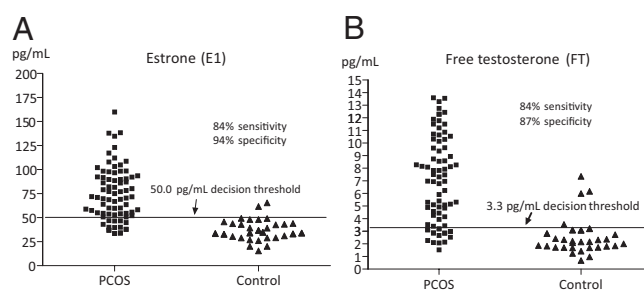 A
pg/mL
Estrone (E1)
200
175
150
125
100
75
50
25
0
84% sensitivity
94% specificity
50.0 pg/mL decision threshold
PCOS
Control
B
pg/mL
Free testosterone (FT)
15
14
13
12
11
10
9
8
7
6
5
4
3
2
1
0
84% sensitivity
87% specificity
3.3 pg/mL decision threshold
PCOS
Control